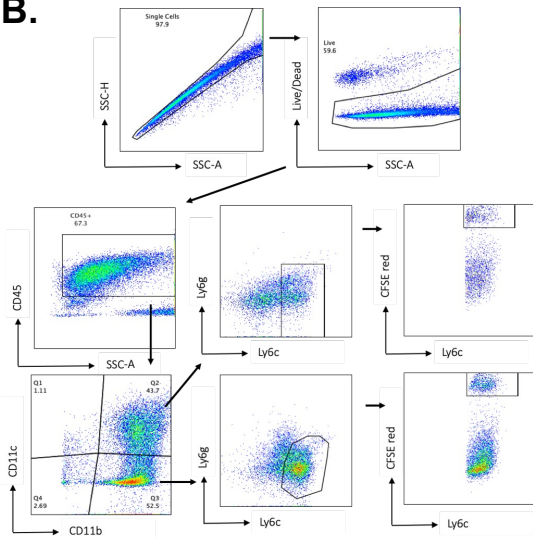 B.
Single Cells
97.9
SSC-H
SSC-A
Live
59.6
Live/Dead
SSC-A
CD45+
67.3
CD45
SSC-A
Ly6g
Ly6c
CFSE red
Ly6c
Q1
1.11
Q2
43.7
Q4
2.69
Q3
52.5
CD11c
CD11b
Ly6g
Ly6c
CFSE red
Ly6c